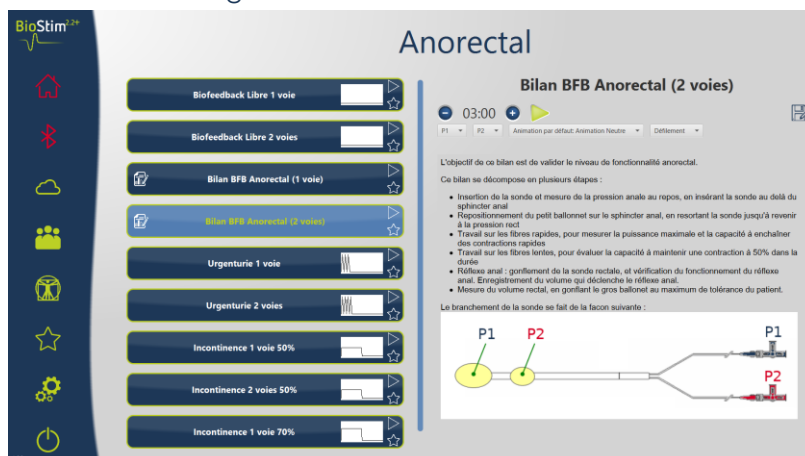 BioStim²·²⁺
Anorectal
Biofeedback Libre 1 voie
Biofeedback Libre 2 voies
Bilan BFB Anorectal (1 voie)
Bilan BFB Anorectal (2 voies)
Urgenturie 1 voie
Urgenturie 2 voies
Incontinence 1 voie 50%
Incontinence 2 voies 50%
Incontinence 1 voie 70%
Bilan BFB Anorectal (2 voies)
03:00
P1 P2 Animation par défaut: Animation Neutre Défilement
L'objectif de ce bilan est de valider le niveau de fonctionnalité anorectal.
Ce bilan se décompose en plusieurs étapes :
• Insertion de la sonde et mesure de la pression anale au repos, en insérant la sonde au delà du
sphincter anal
• Repositionnement du petit ballonnet sur le sphincter anal, en resortant la sonde jusqu'à revenir
à la pression rect
• Travail sur les fibres rapides, pour mesurer la puissance maximale et la capacité à enchaîner
des contractions rapides
• Travail sur les fibres lentes, pour évaluer la capacité à maintenir une contraction à 50% dans la
durée
• Réflexe anal : gonflement de la sonde rectale, et vérification du fonctionnement du réflexe
anal. Enregistrement du volume qui déclenche le réflexe anal.
• Mesure du volume rectal, en gonflant le gros ballonet au maximum de tolérance du patient.
Le branchement de la sonde se fait de la facon suivante :
P1 P2 P1
P2